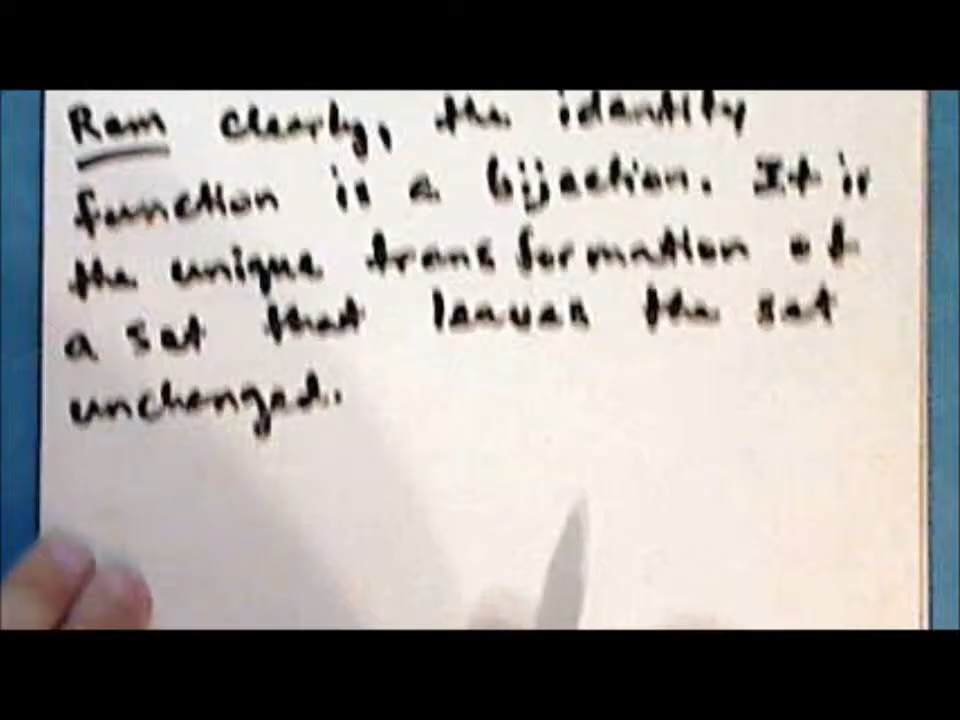 Rem clearly, the identity
function is a bijection. It is
the unique transformation of
a set that leaves the set
unchanged.